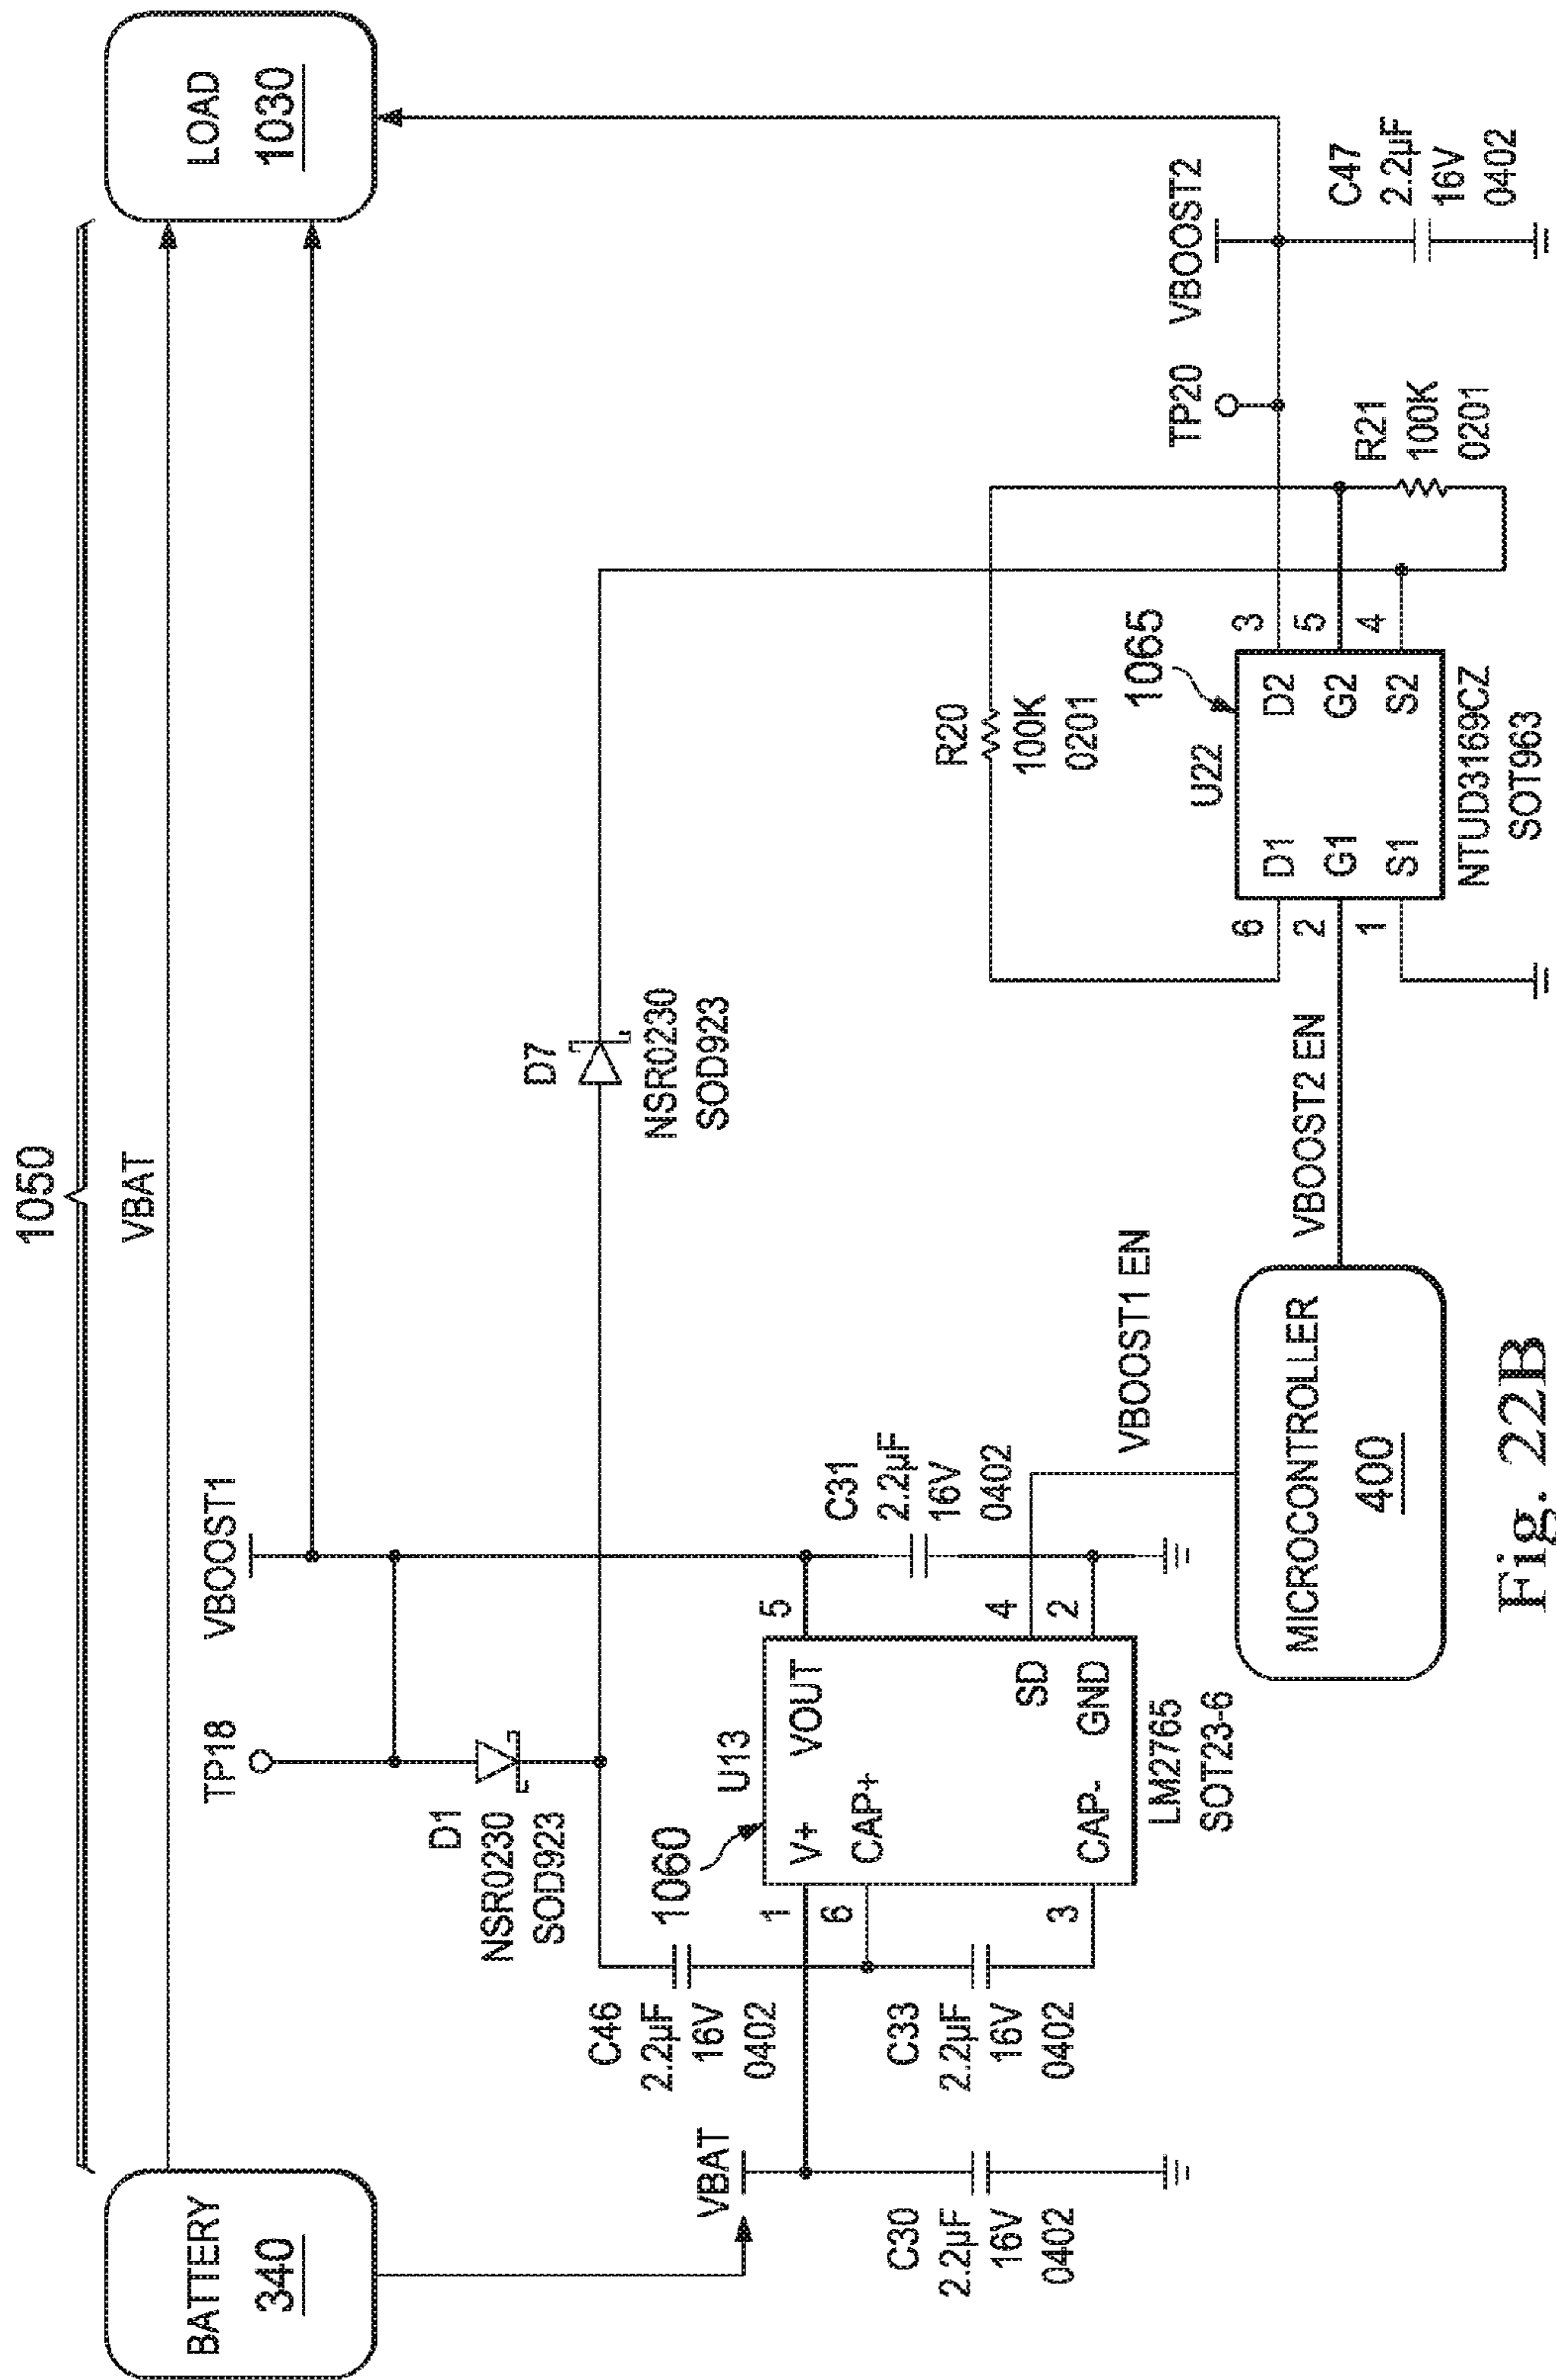 1050
BATTERY
340
VBAT
LOAD
1030
VBOOST1
TP18
D1
NSR0230
SOD923
D7
NSR0230
SOD923
VBAT
C46
2.2µF
16V
0402
C30
2.2µF
16V
0402
C33
2.2µF
16V
0402
1060
U13
1
6
3
V+
CAP+
CAP-
VOUT
SD
GND
5
4
2
LM2765
SOT23-6
C31
2.2µF
16V
0402
VBOOST1 EN
MICROCONTROLLER
400
VBOOST2 EN
R20
100K
0201
1065
U22
6
2
1
D1
G1
S1
D2
G2
S2
3
5
4
NTUD3169CZ
SOT963
TP20
VBOOST2
R21
100K
0201
C47
2.2µF
16V
0402
Fig. 22B